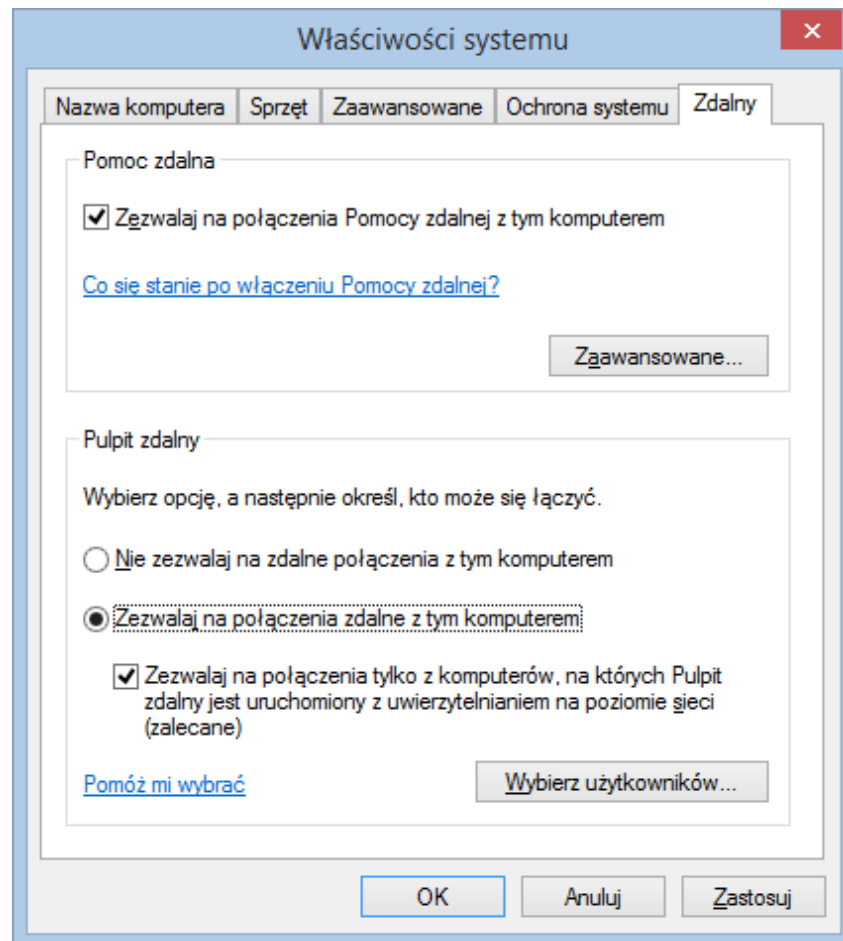 Właściwości systemu
Nazwa komputera Sprzęt Zaawansowane Ochrona systemu Zdalny
Pomoc zdalna
Zezwalaj na połączenia Pomocy zdalnej z tym komputerem
Co się stanie po włączeniu Pomocy zdalnej?
Zaawansowane...
Pulpit zdalny
Wybierz opcję, a następnie określ, kto może się łączyć.
Nie zezwalaj na zdalne połączenia z tym komputerem
Zezwalaj na połączenia zdalne z tym komputerem
Zezwalaj na połączenia tylko z komputerów, na których Pulpit
zdalny jest uruchomiony z uwierzytelnianiem na poziomie sieci
(zalecane)
Pomóż mi wybrać Wybierz użytkowników...
OK Anuluj Zastosuj